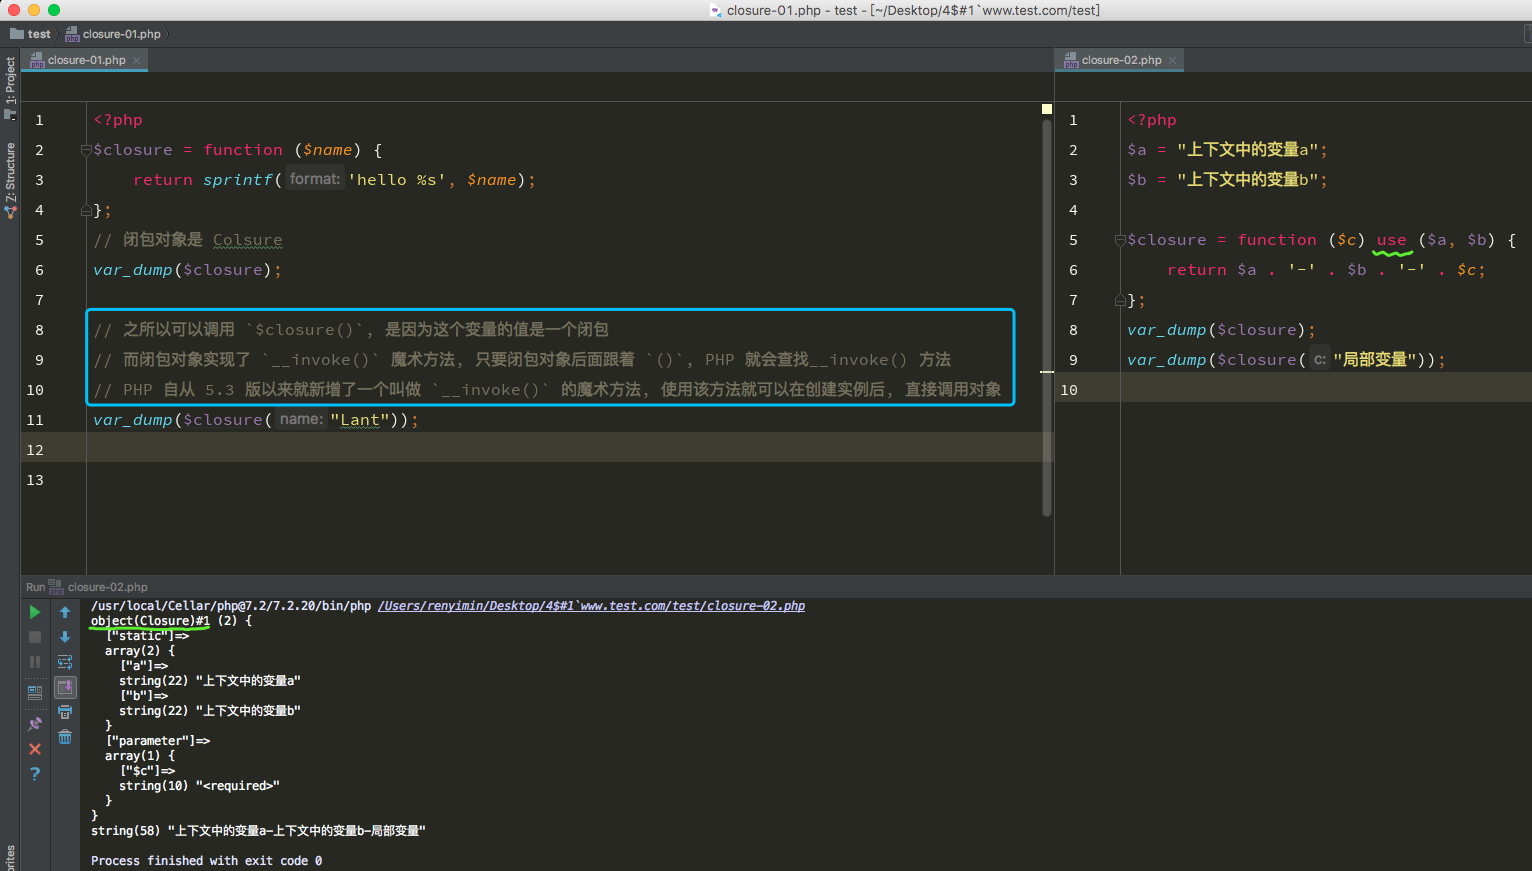 closure-01.php - test - [~/Desktop/4$#1`www.test.com/test]
test
closure-01.php
1: Project
7: Structure
closure-01.php
1 <?php
2 $closure = function ($name) {
3 return sprintf( format: 'hello %s', $name);
4 };
5 // 闭包对象是 Colsure
6 var_dump($closure);
7
8 // 之所以可以调用 `$closure()`, 是因为这个变量的值是一个闭包
9 // 而闭包对象实现了 `__invoke()` 魔术方法, 只要闭包对象后面跟着 `()`, PHP 就会查找__invoke() 方法
10 // PHP 自从 5.3 版以来就新增了一个叫做 `__invoke()` 的魔术方法, 使用该方法就可以在创建实例后, 直接调用对象
11 var_dump($closure( name: "Lant"));
12
13
closure-02.php
1 <?php
2 $a = "上下文中的变量a";
3 $b = "上下文中的变量b";
4
5 $closure = function ($c) use ($a, $b) {
6 return $a . '-' . $b . '-' . $c;
7 };
8 var_dump($closure);
9 var_dump($closure( c: "局部变量"));
10
Run closure-02.php
/usr/local/Cellar/php@7.2/7.2.20/bin/php /Users/renyimin/Desktop/4$#1`www.test.com/test/closure-02.php
object(Closure)#1 (2) {
["static"]=>
array(2) {
["a"]=>
string(22) "上下文中的变量a"
["b"]=>
string(22) "上下文中的变量b"
}
["parameter"]=>
array(1) {
["$c"]=>
string(10) "<required>"
}
}
string(58) "上下文中的变量a-上下文中的变量b-局部变量"
Process finished with exit code 0